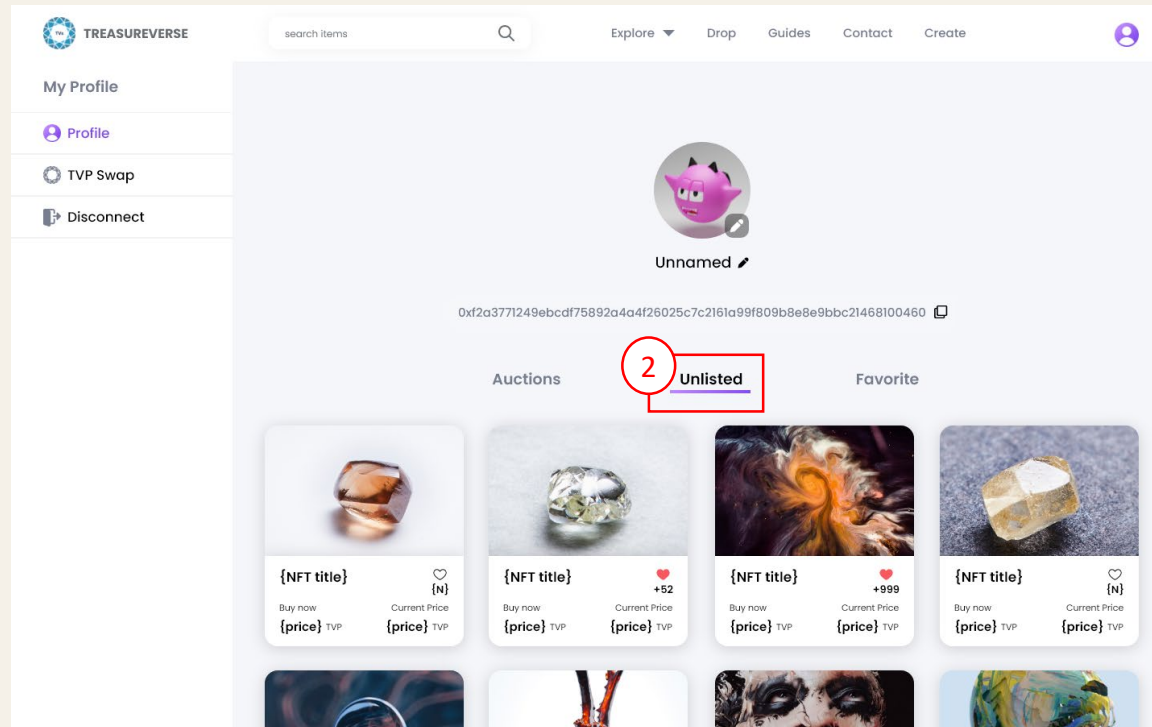 TREASUREVERSE
search items
Explore Drop Guides Contact Create
My Profile
Profile
TVP Swap
Disconnect
Unnamed
0xf2a3771249ebcdf75892a4a4f26025c7c2161a99f809b8e8e9bbc21468100460
2
Auctions Unlisted Favorite
{NFT title} {NFT title} {NFT title} {NFT title}
{N} +52 +999 {N}
Buy now Current Price Buy now Current Price Buy now Current Price Buy now Current Price
{price} TVP {price} TVP {price} TVP {price} TVP {price} TVP {price} TVP {price} TVP {price} TVP